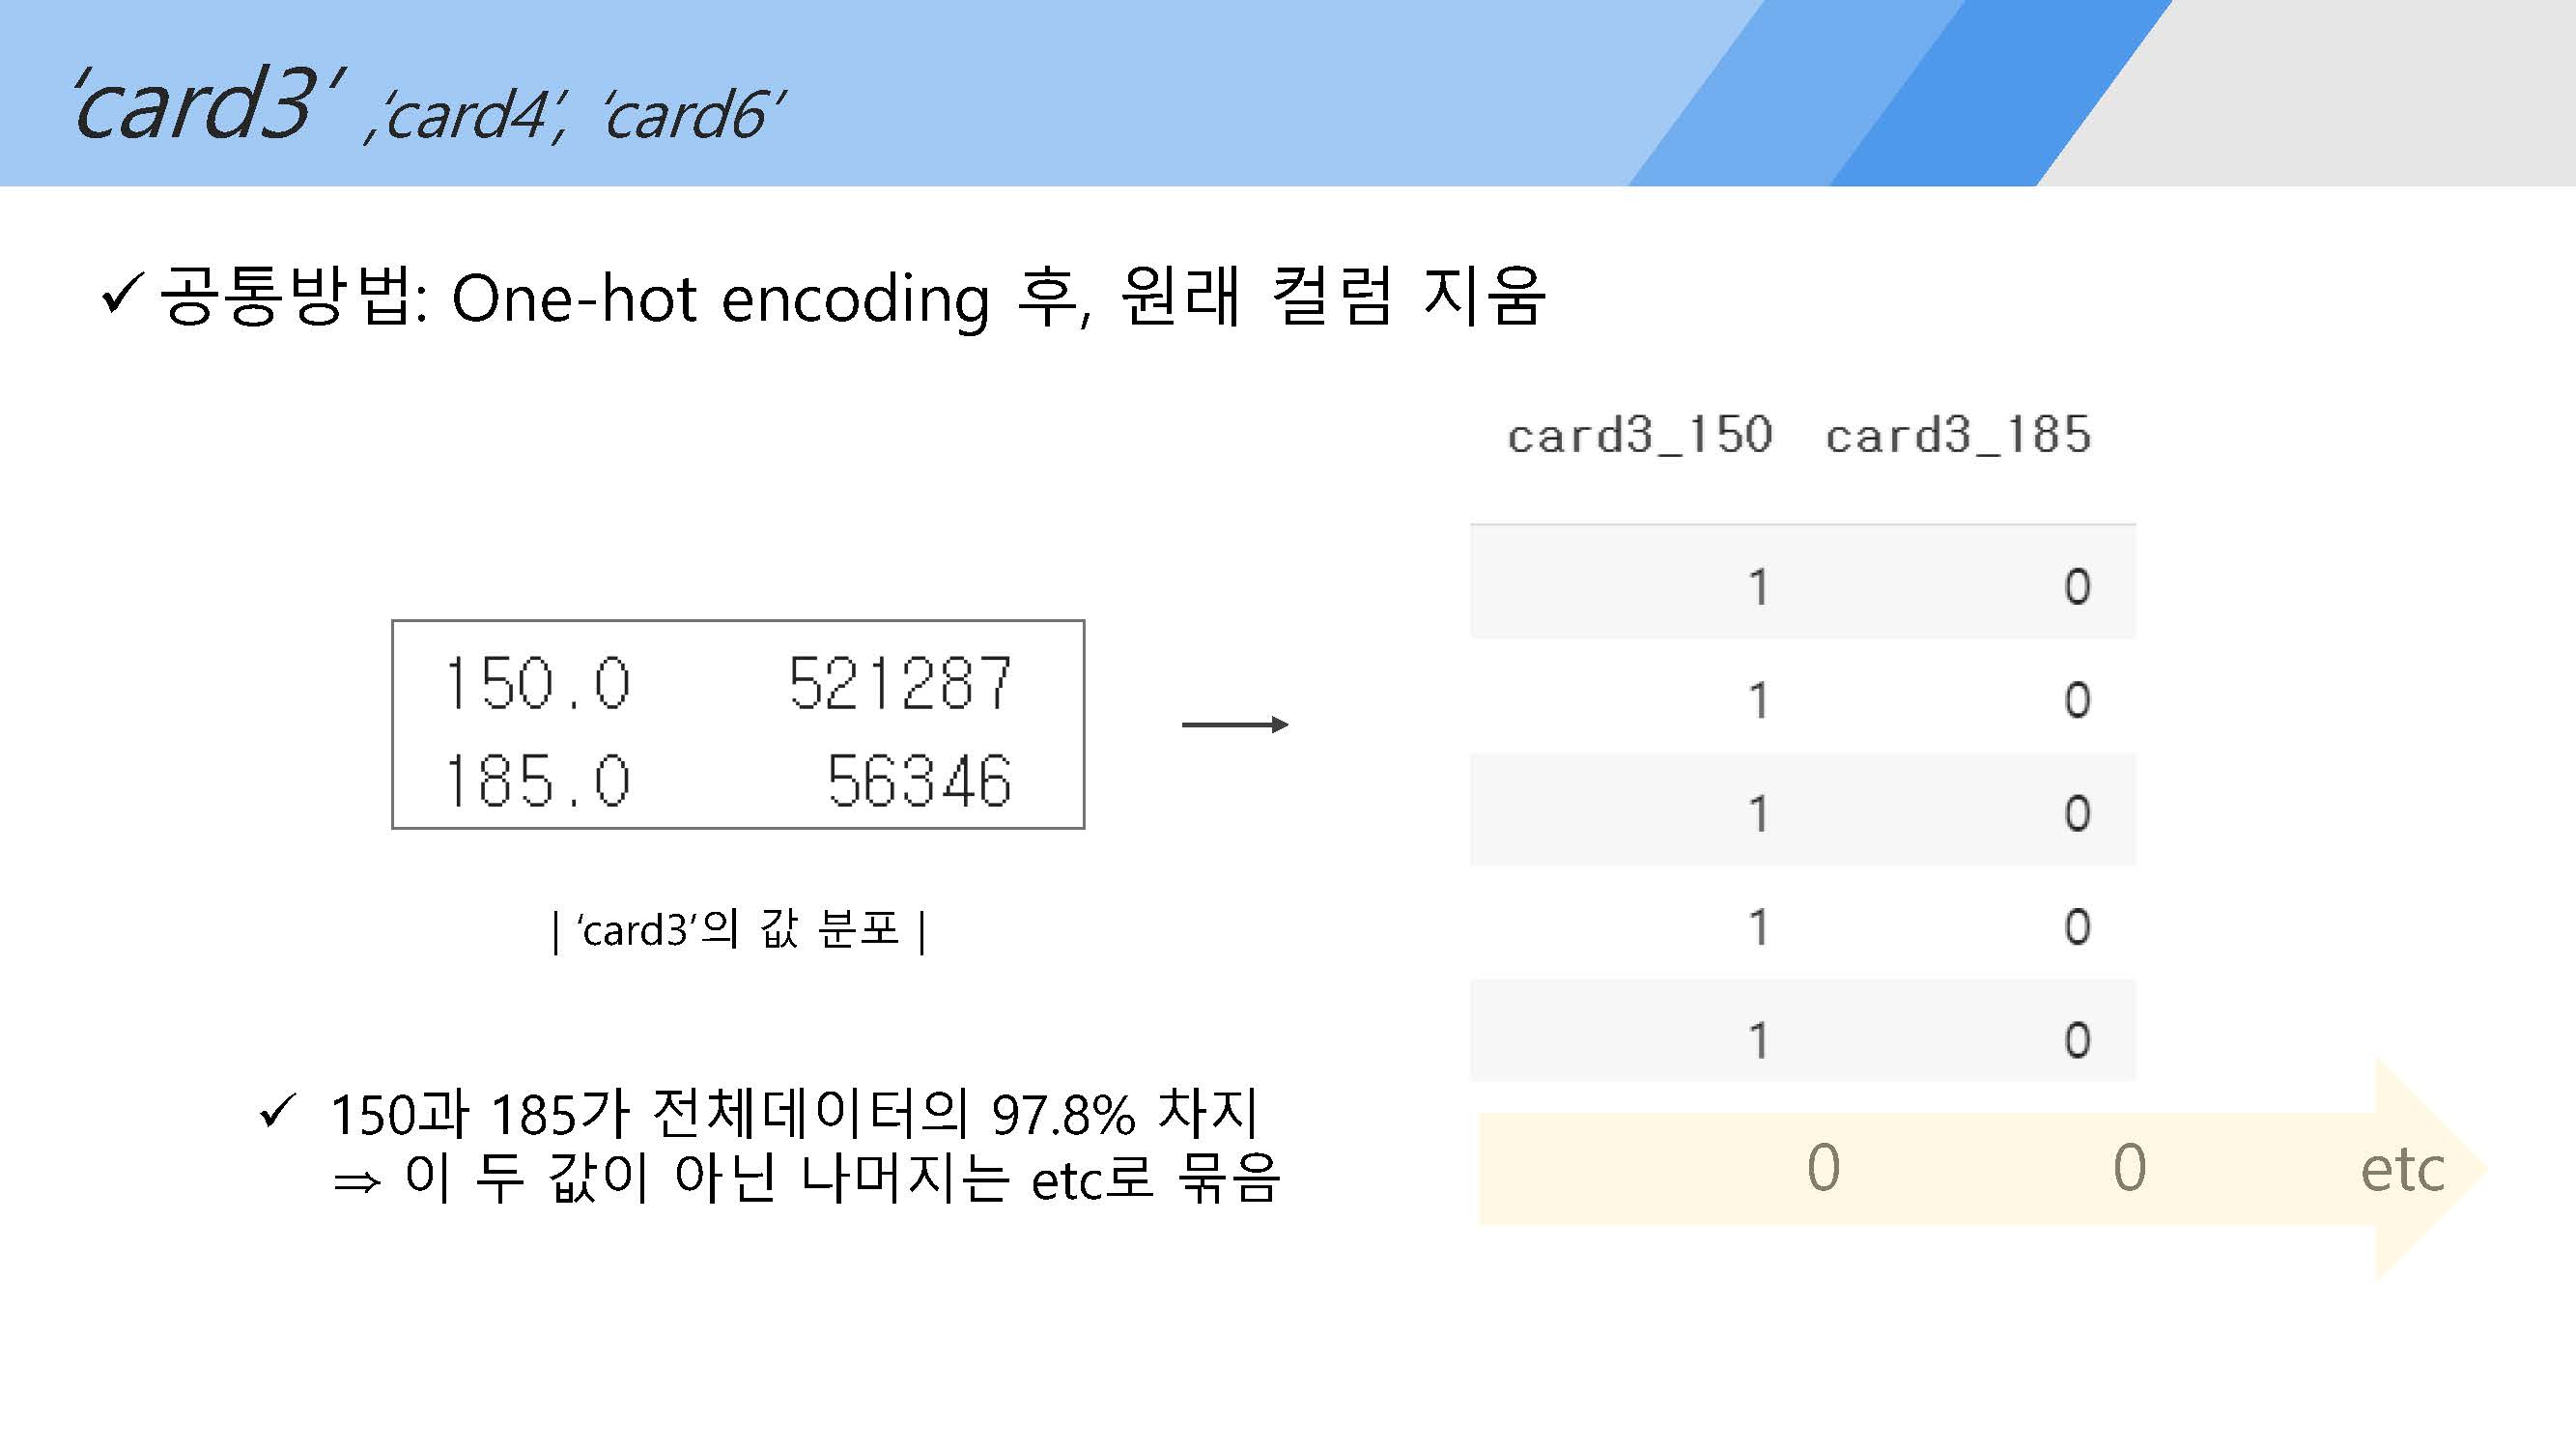 ‘card3’ ,‘card4’, ‘card6’
✓ 공통방법: One-hot encoding 후, 원래 컬럼 지움
card3_150 card3_185
1 0
1 0
1 0
1 0
1 0
150.0 521287
185.0 56346
| ‘card3’의 값 분포 |
✓ 150과 185가 전체데이터의 97.8% 차지
⇒ 이 두 값이 아닌 나머지는 etc로 묶음
0 0 etc